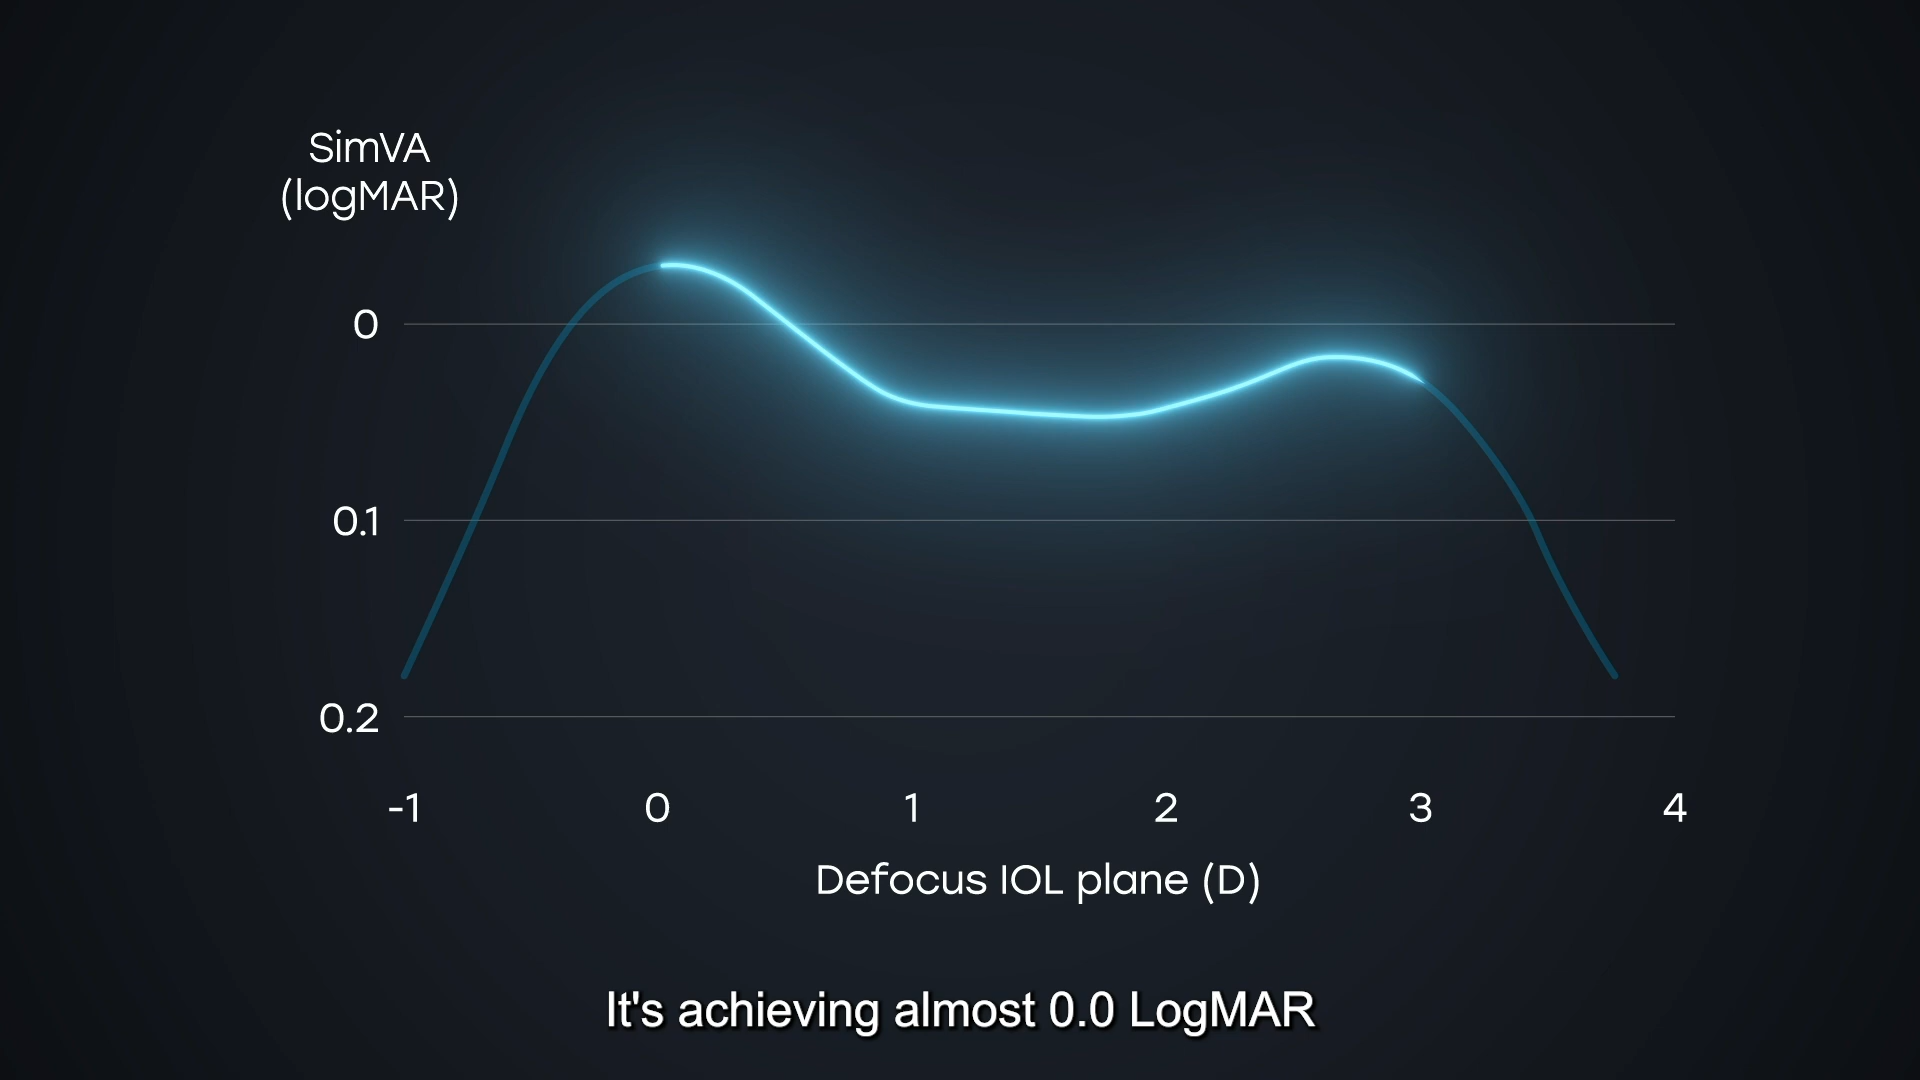 SimVA
(logMAR)
0
0.1
0.2
-1 0 1 2 3 4
Defocus IOL plane (D)
It's achieving almost 0.0 LogMAR